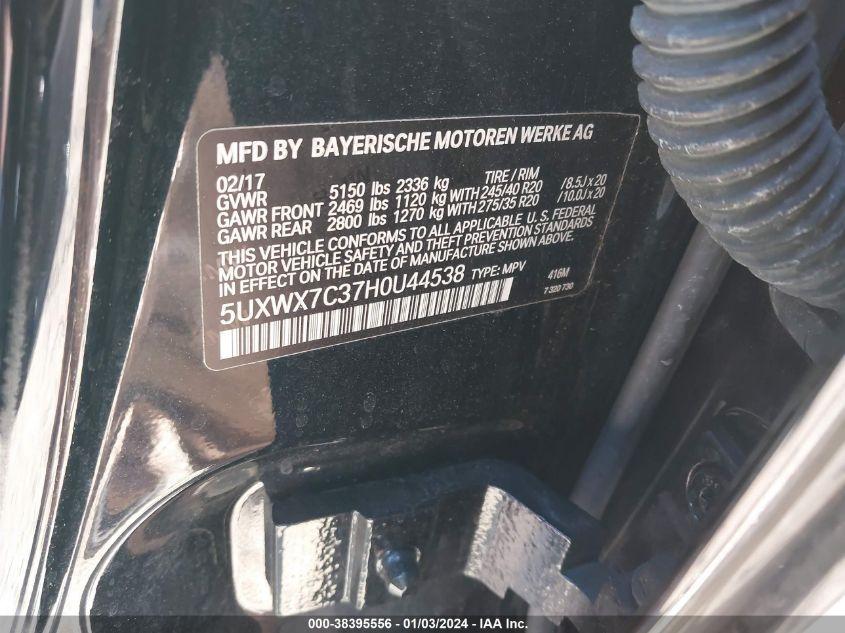 MFD BY BAYERISCHE MOTOREN WERKE AG
02/17 TIRE / RIM
GVWR 5150 lbs 2336 kg
GAWR FRONT 2469 lbs 1120 kg WITH 245/40 R20 /8.5J x 20
GAWR REAR 2800 lbs 1270 kg WITH 275/35 R20 /10.0J x 20
THIS VEHICLE CONFORMS TO ALL APPLICABLE U. S. FEDERAL
MOTOR VEHICLE SAFETY AND THEFT PREVENTION STANDARDS
IN EFFECT ON THE DATE OF MANUFACTURE SHOWN ABOVE.
5UXWX7C37H0U44538 TYPE: MPV 416M
7 320 730
000-38395556 - 01/03/2024 - IAA Inc.